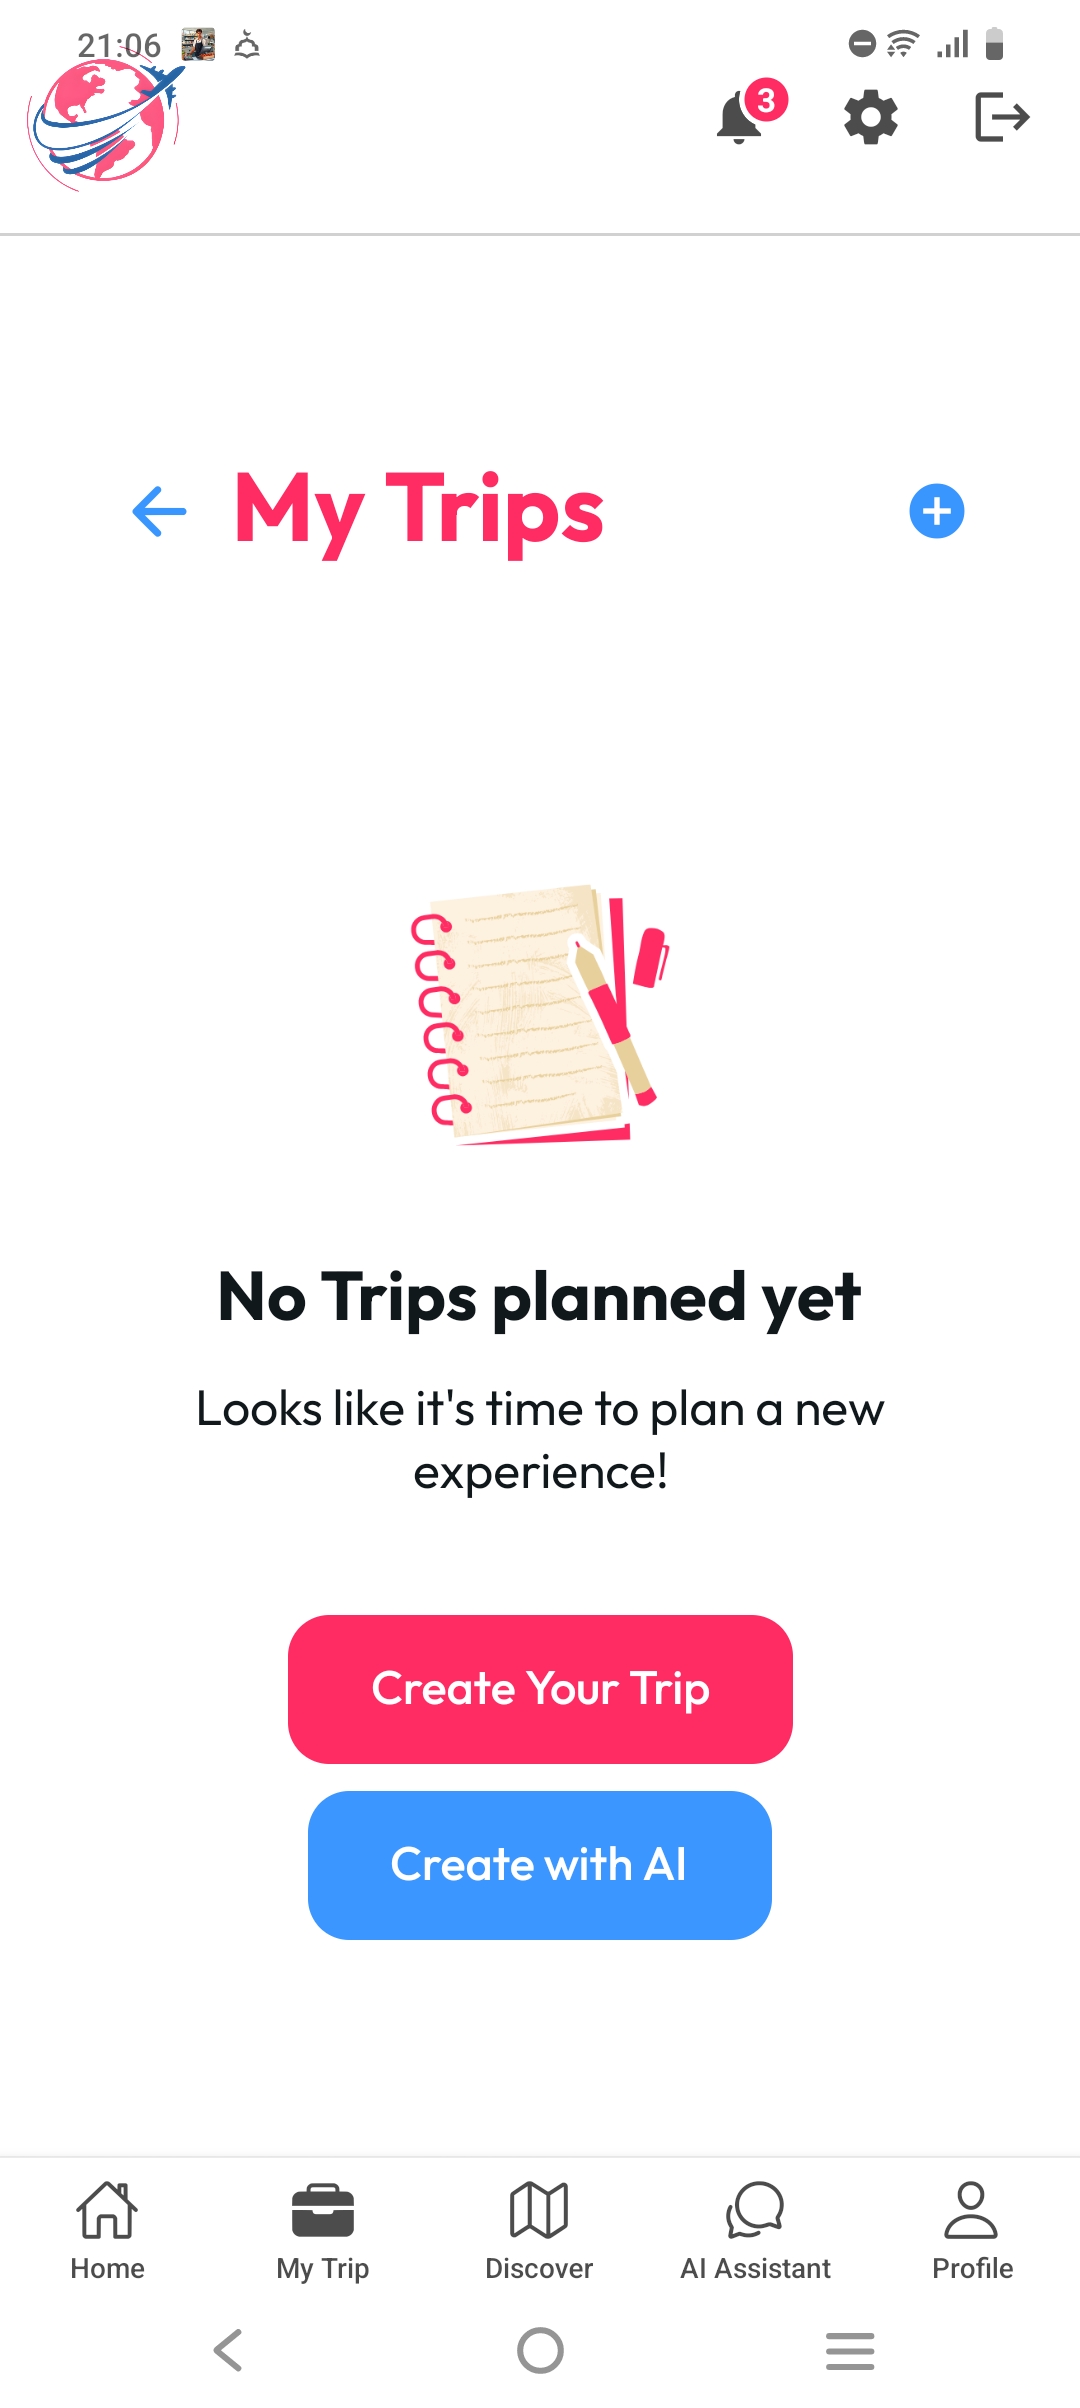 21:06
3
My Trips
No Trips planned yet
Looks like it's time to plan a new
experience!
Create Your Trip
Create with AI
Home
My Trip
Discover
AI Assistant
Profile